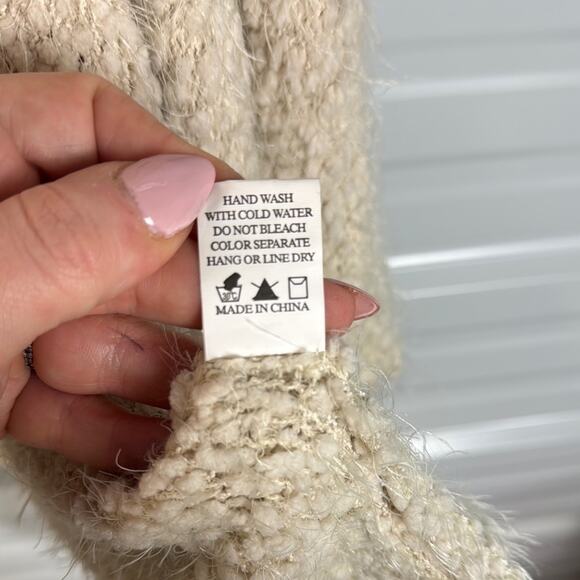 HAND WASH
WITH COLD WATER
DO NOT BLEACH
COLOR SEPARATE
HANG OR LINE DRY
30°C
MADE IN CHINA